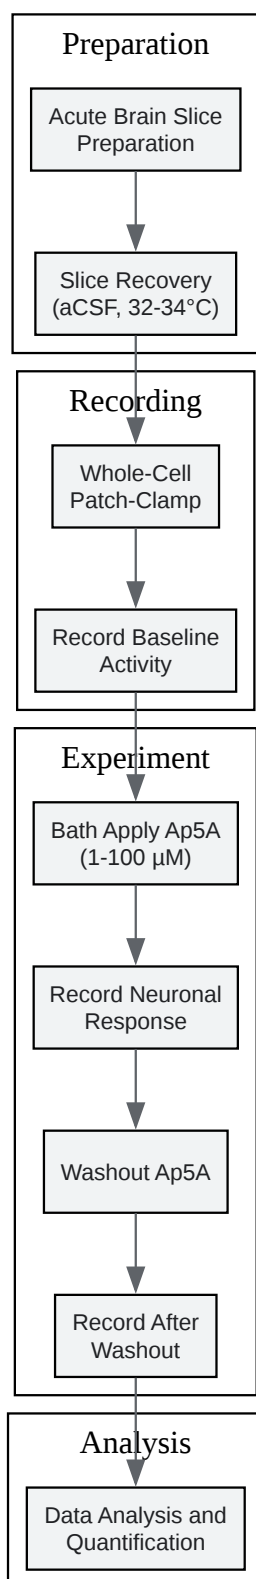 Preparation
Acute Brain Slice
Preparation
Slice Recovery
(aCSF, 32-34°C)
Recording
Whole-Cell
Patch-Clamp
Record Baseline
Activity
Experiment
Bath Apply Ap5A
(1-100 µM)
Record Neuronal
Response
Washout Ap5A
Record After
Washout
Analysis
Data Analysis and
Quantification